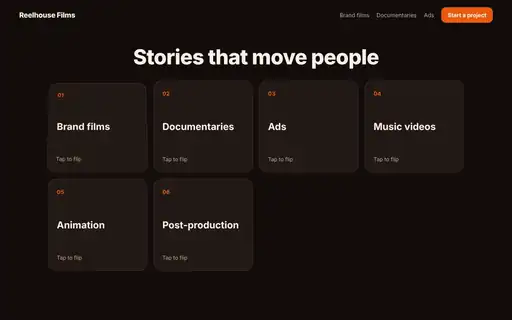 Reelhouse Films
Brand films
Documentaries
Ads
Start a project
Stories that move people
01
Brand films
Tap to flip
02
Documentaries
Tap to flip
03
Ads
Tap to flip
04
Music videos
Tap to flip
05
Animation
Tap to flip
06
Post-production
Tap to flip